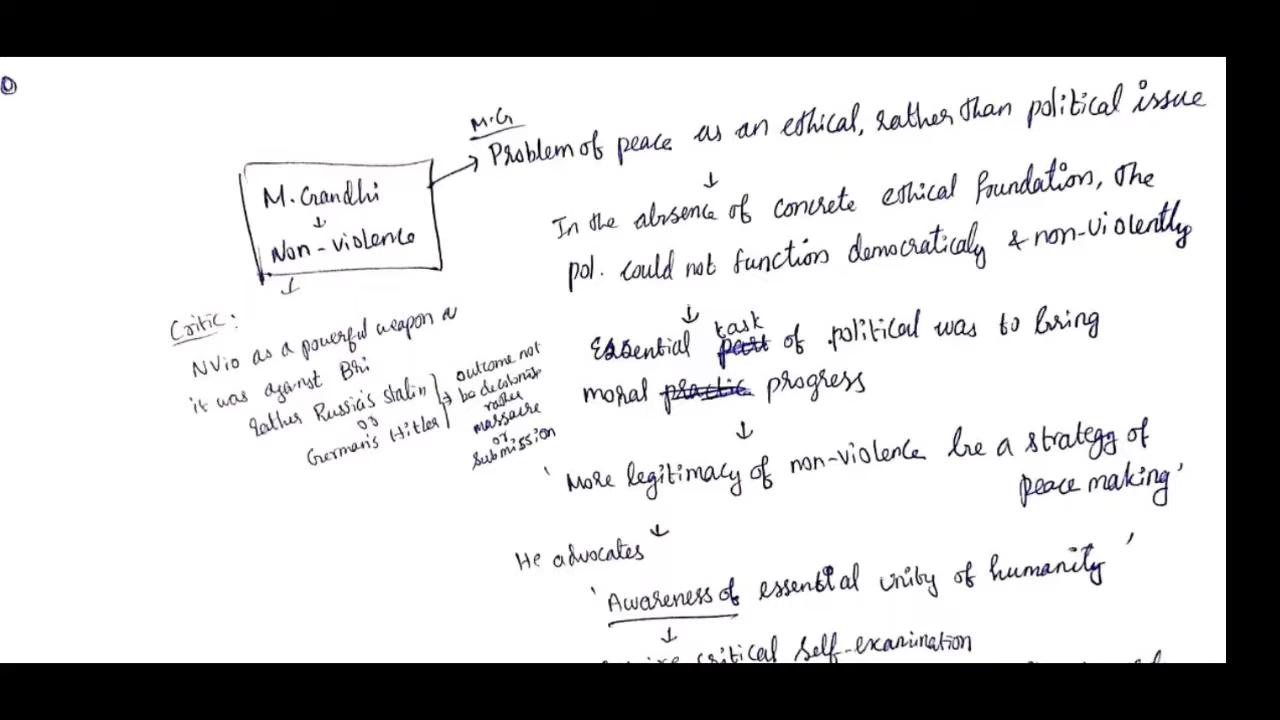 M.G
Problem of peace as an ethical, rather than political issue
↓
In the absence of concrete ethical foundation, the
pol. could not function democraticaly & non-violently
↓
Essential task of political was to bring
moral progress
↓
'More legitimacy of non-violence be a strategy of
peace making'
↓
He advocates
'Awareness of essential unity of humanity'
↓
critical self-examination
M. Gandhi
↓
Non-violence
↓
Critic:
NVio as a powerful weapon
it was against Bri
rather Russia's Stalin
or
German's Hitler
outcome not
be decolonise
rather
massacre
or
submission